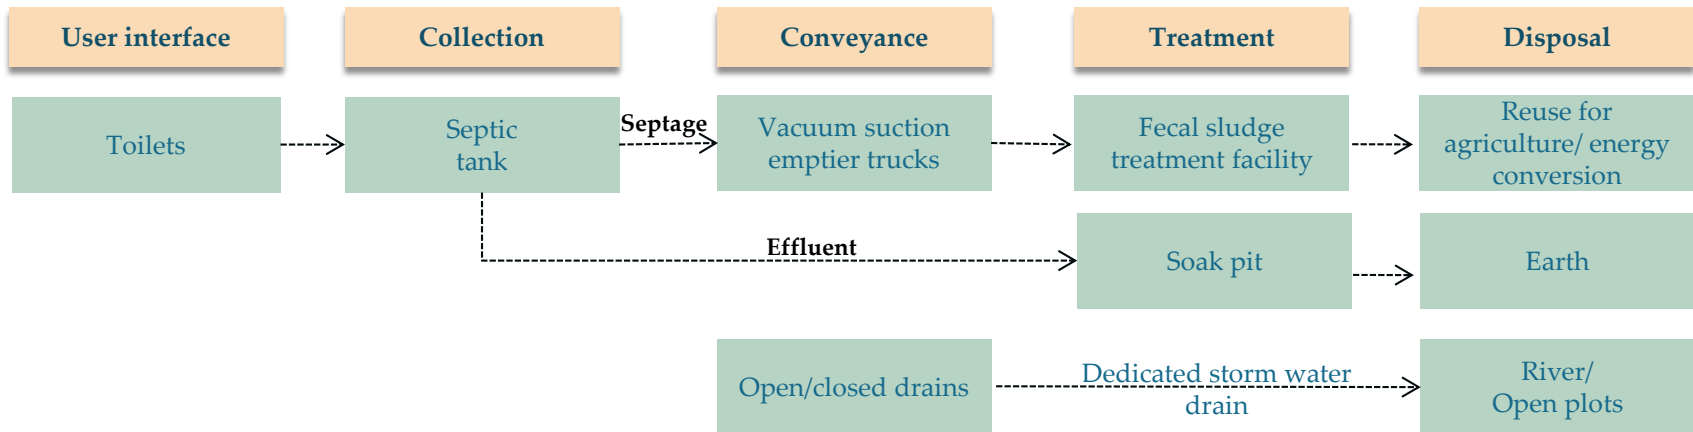 User interface
Collection
Conveyance
Treatment
Disposal
Toilets
Septic
tank
Septage
Vacuum suction
emptier trucks
Fecal sludge
treatment facility
Reuse for
agriculture/ energy
conversion
Effluent
Soak pit
Earth
Open/closed drains
Dedicated storm water
drain
River/
Open plots